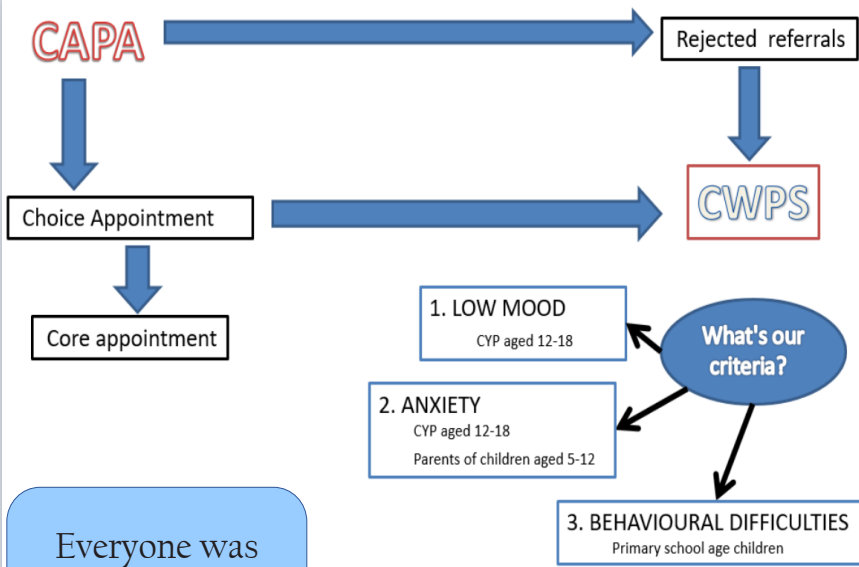 CAPA
Rejected referrals
Choice Appointment
CWPS
Core appointment
1. LOW MOOD
CYP aged 12-18
What's our
criteria?
2. ANXIETY
CYP aged 12-18
Parents of children aged 5-12
3. BEHAVIOURAL DIFFICULTIES
Primary school age children
Everyone was